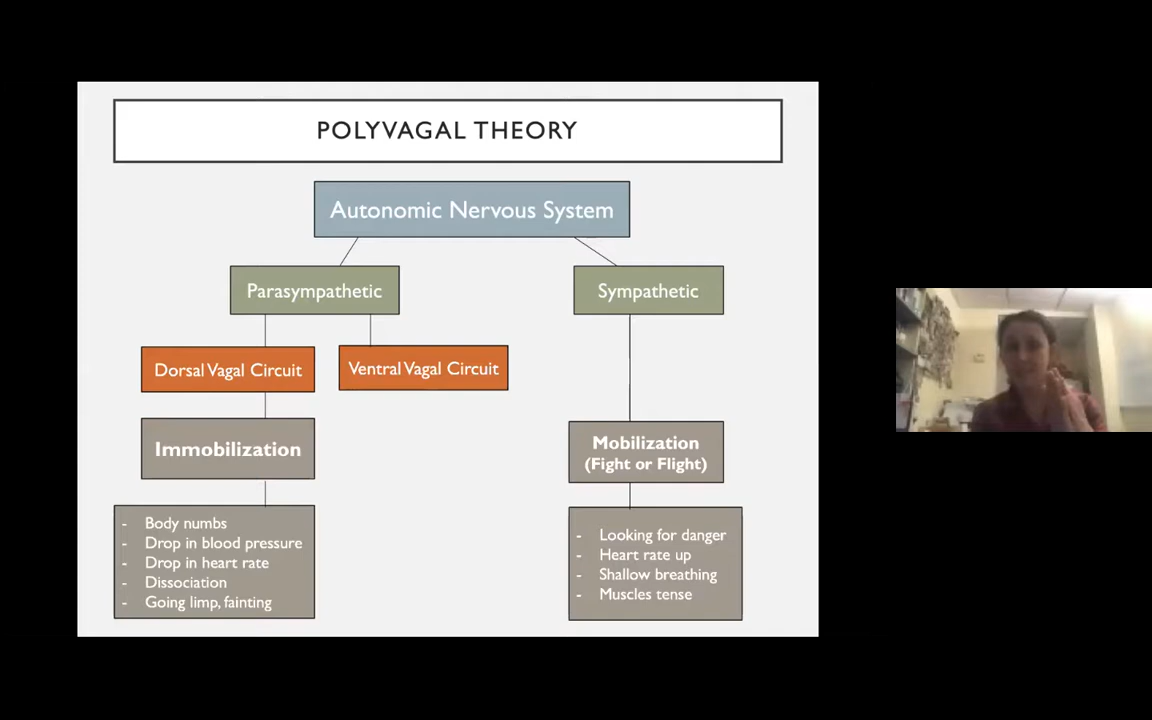 POLYVAGAL THEORY
Autonomic Nervous System
Parasympathetic
Sympathetic
Dorsal Vagal Circuit
Ventral Vagal Circuit
Immobilization
Mobilization
(Fight or Flight)
- Body numbs
- Drop in blood pressure
- Drop in heart rate
- Dissociation
- Going limp, fainting
- Looking for danger
- Heart rate up
- Shallow breathing
- Muscles tense